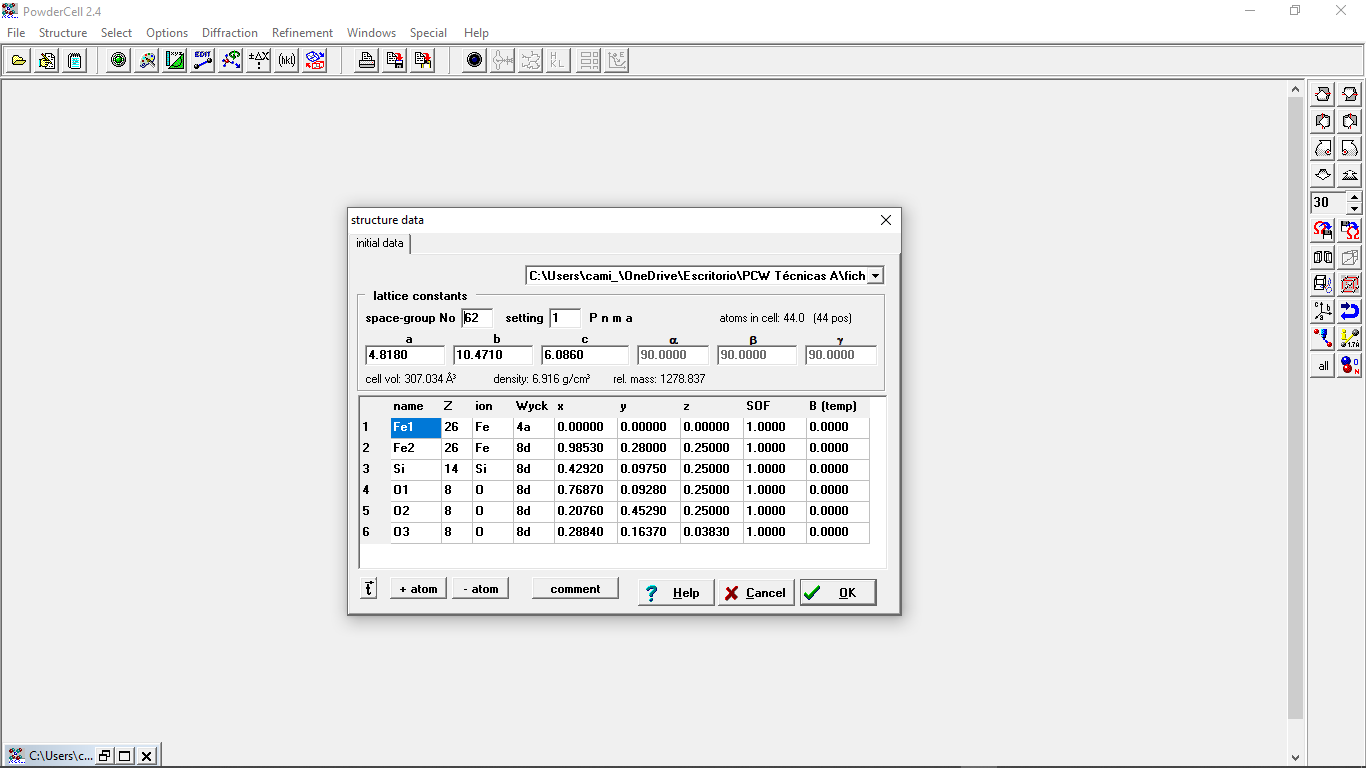 PowderCell 2.4
File Structure Select Options Diffraction Refinement Windows Special Help
EDIT ±ΔX (hkl)
structure data
initial data
C:\Users\cami_\OneDrive\Escritorio\PCW Técnicas A\fich
lattice constants
space-group No 62 setting 1 P n m a atoms in cell: 44.0 (44 pos)
a b c α β γ
4.8180 10.4710 6.0860 90.0000 90.0000 90.0000
cell vol: 307.034 Å³ density: 6.916 g/cm³ rel. mass: 1278.837
name Z ion Wyck x y z SOF B (temp)
1 Fe1 26 Fe 4a 0.00000 0.00000 0.00000 1.0000 0.0000
2 Fe2 26 Fe 8d 0.98530 0.28000 0.25000 1.0000 0.0000
3 Si 14 Si 8d 0.42920 0.09750 0.25000 1.0000 0.0000
4 O1 8 O 8d 0.76870 0.09280 0.25000 1.0000 0.0000
5 O2 8 O 8d 0.20760 0.45290 0.25000 1.0000 0.0000
6 O3 8 O 8d 0.28840 0.16370 0.03830 1.0000 0.0000
t + atom - atom comment ? Help Cancel OK
30
all
C:\Users\c...